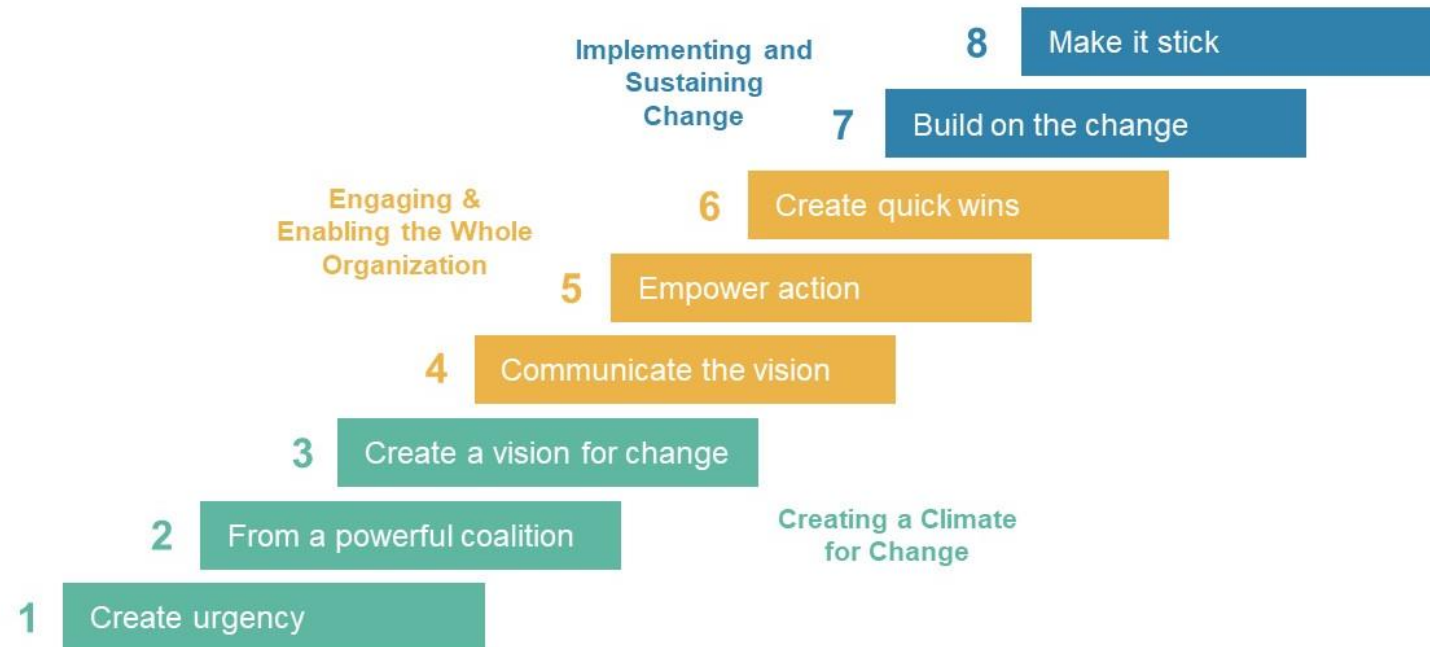 Implementing and
Sustaining
Change
8 Make it stick
7 Build on the change
Engaging &
Enabling the Whole
Organization
6 Create quick wins
5 Empower action
4 Communicate the vision
3 Create a vision for change
2 From a powerful coalition
Creating a Climate
for Change
1 Create urgency